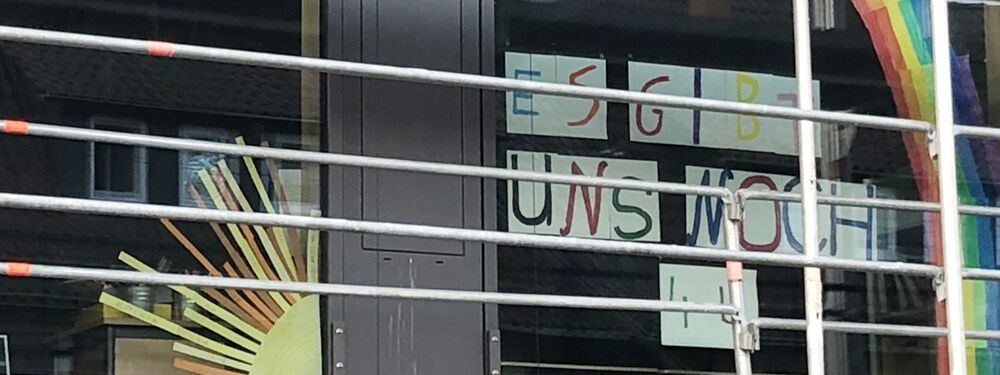 ES GIBT
UNS NOCH
!!